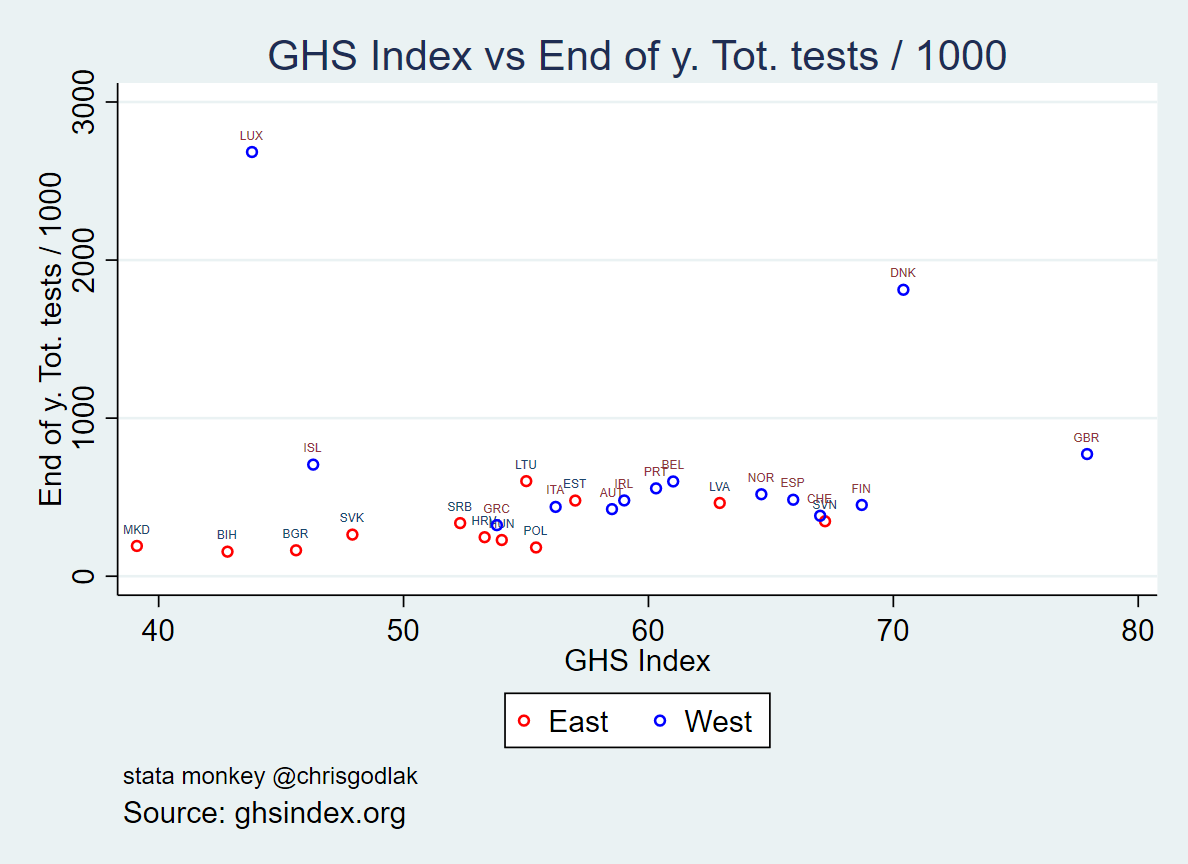 GHS Index vs End of y. Tot. tests / 1000
End of y. Tot. tests / 1000
3000
2000
1000
0
LUX
DNK
GBR
ISL
LTU
ITA
EST
AUT
IRL
PRT
BEL
LVA
NOR
ESP
CHE
SVN
FIN
MKD
BIH
BGR
SVK
SRB
HRV
GRC
HUN
POL
40 50 60 70 80
GHS Index
East West
stata monkey @chrisgodlak
Source: ghsindex.org